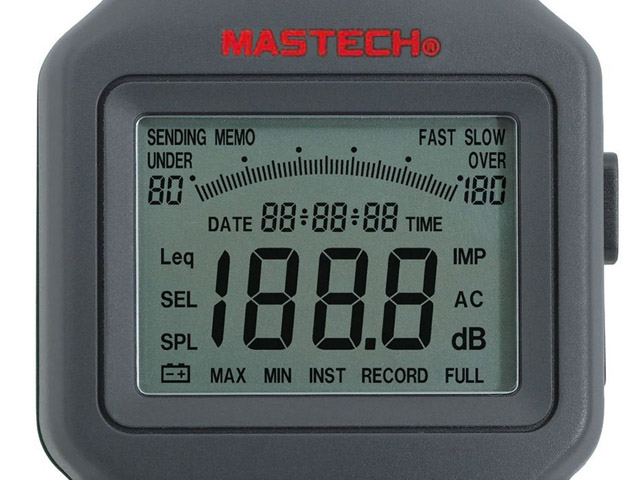 MASTECH®
SENDING MEMO FAST SLOW
UNDER OVER
80 180
DATE 88:88:88 TIME
Leq 188.8 IMP
SEL AC
SPL dB
MAX MIN INST RECORD FULL